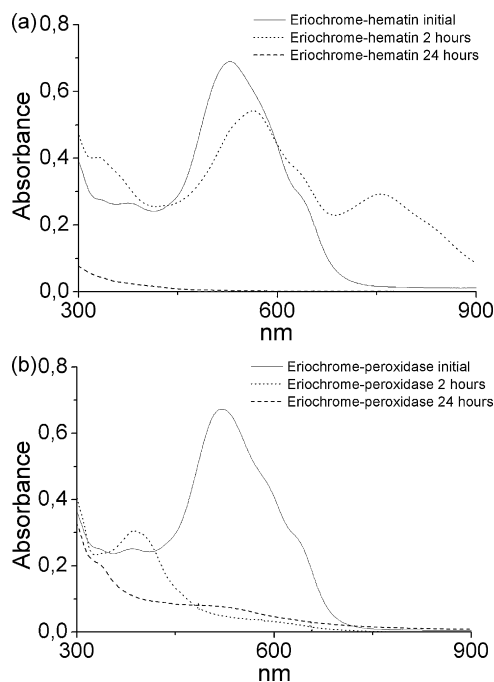 (a)
0,8
Eriochrome-hematin initial
Eriochrome-hematin 2 hours
Eriochrome-hematin 24 hours
0,6
0,4
0,2
0,0
Absorbance
300
600
900
nm
(b)
0,8
Eriochrome-peroxidase initial
Eriochrome-peroxidase 2 hours
Eriochrome-peroxidase 24 hours
0,6
0,4
0,2
0,0
Absorbance
300
600
900
nm